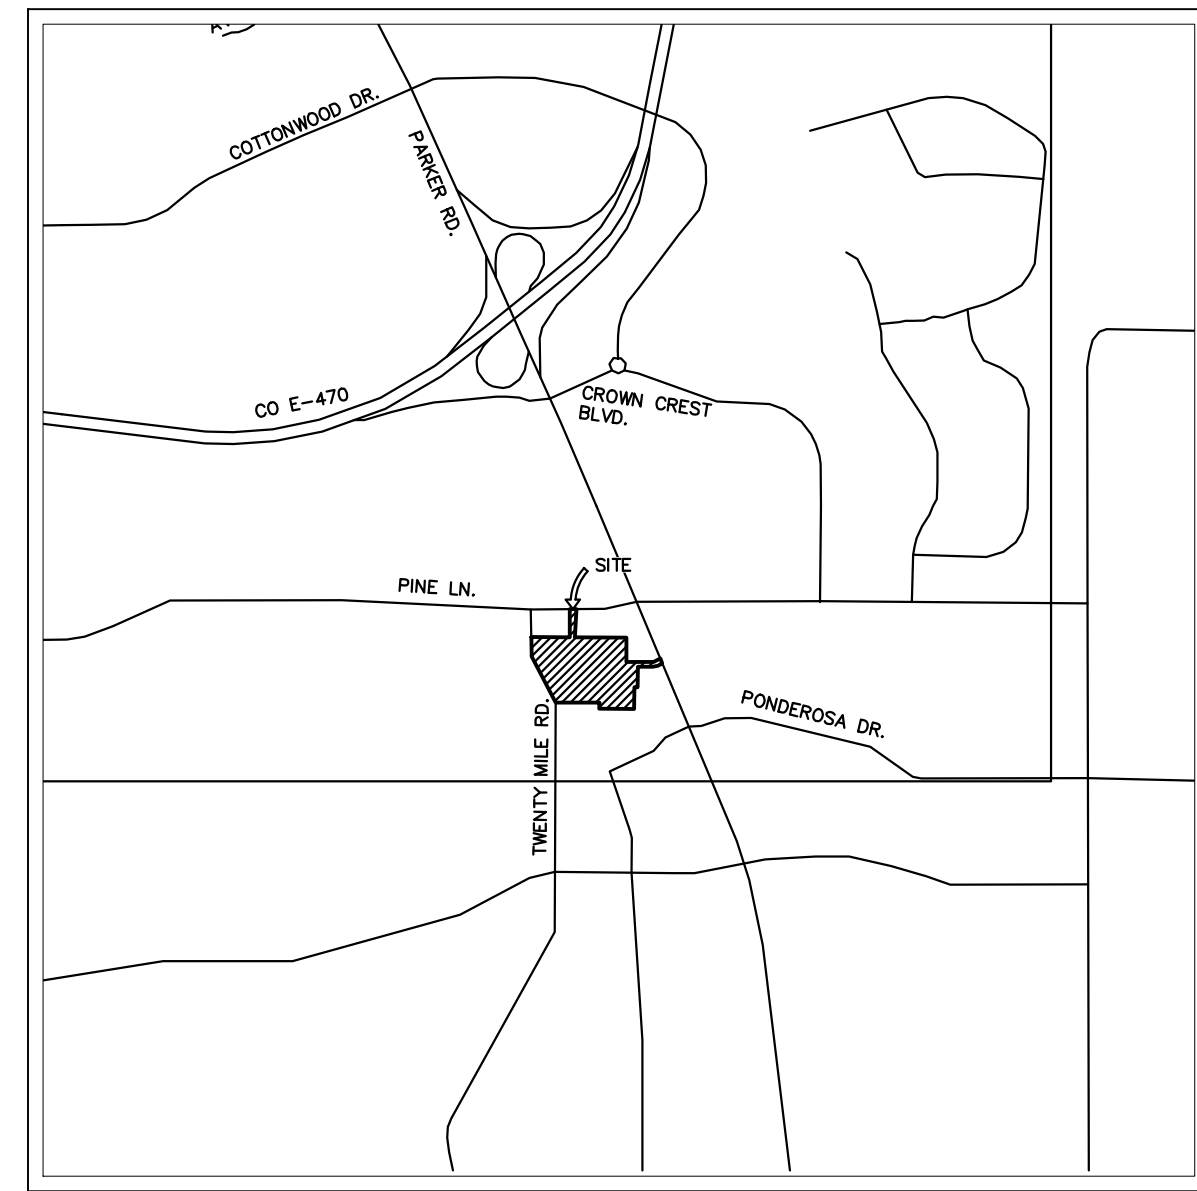 COTTONWOOD DR.
PARKER RD.
CO E-470
CROWN CREST
BLVD.
SITE
PINE LN.
PONDEROSA DR.
TWENTY MILE RD.